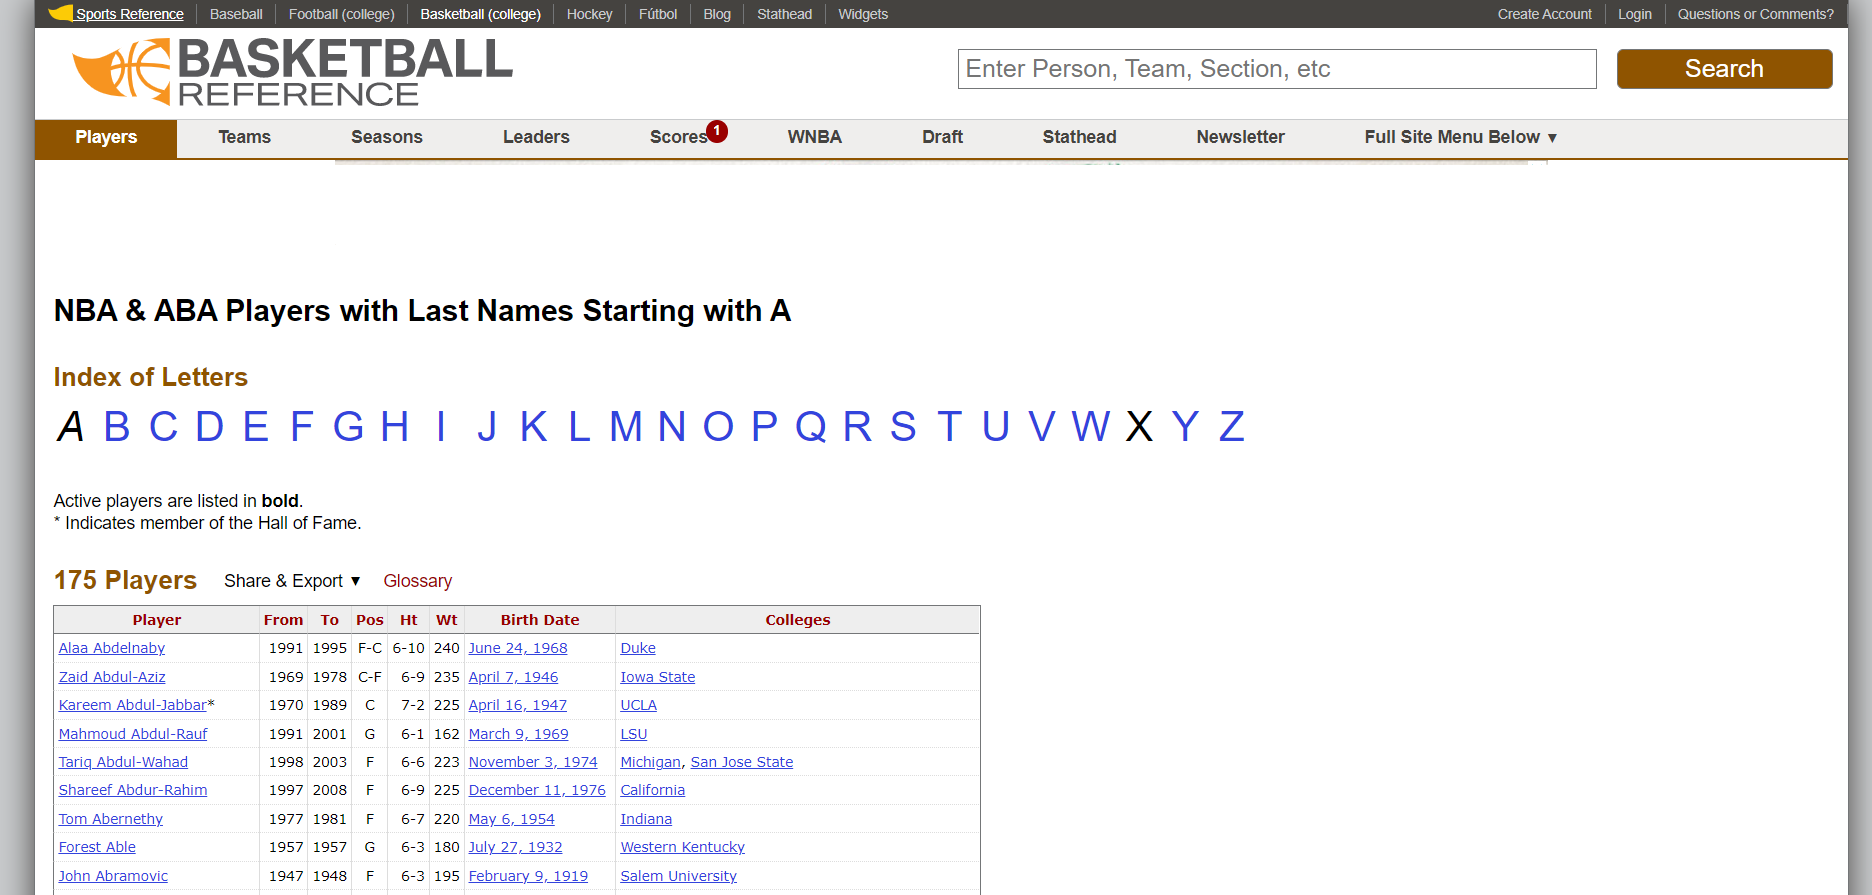 Sports Reference Baseball Football (college) Basketball (college) Hockey Fútbol Blog Stathead Widgets Create Account Login Questions or Comments?
BASKETBALL
REFERENCE
Enter Person, Team, Section, etc Search
Players Teams Seasons Leaders Scores 1 WNBA Draft Stathead Newsletter Full Site Menu Below ▼
NBA & ABA Players with Last Names Starting with A
Index of Letters
A B C D E F G H I J K L M N O P Q R S T U V W X Y Z
Active players are listed in bold.
* Indicates member of the Hall of Fame.
175 Players Share & Export ▼ Glossary
Player From To Pos Ht Wt Birth Date Colleges
Alaa Abdelnaby 1991 1995 F-C 6-10 240 June 24, 1968 Duke
Zaid Abdul-Aziz 1969 1978 C-F 6-9 235 April 7, 1946 Iowa State
Kareem Abdul-Jabbar* 1970 1989 C 7-2 225 April 16, 1947 UCLA
Mahmoud Abdul-Rauf 1991 2001 G 6-1 162 March 9, 1969 LSU
Tariq Abdul-Wahad 1998 2003 F 6-6 223 November 3, 1974 Michigan, San Jose State
Shareef Abdur-Rahim 1997 2008 F 6-9 225 December 11, 1976 California
Tom Abernethy 1977 1981 F 6-7 220 May 6, 1954 Indiana
Forest Able 1957 1957 G 6-3 180 July 27, 1932 Western Kentucky
John Abramovic 1947 1948 F 6-3 195 February 9, 1919 Salem University